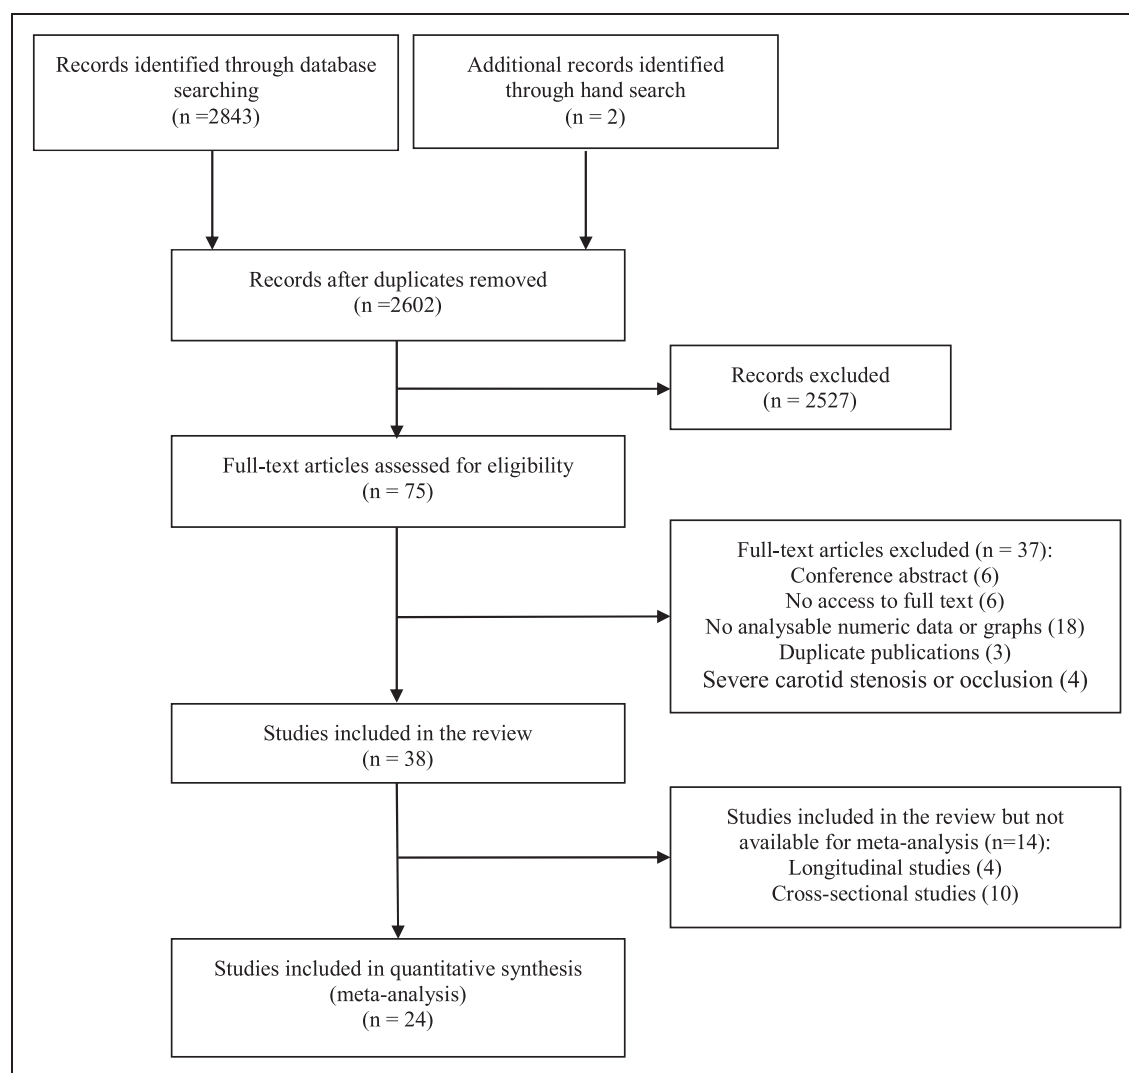 Records identified through database
searching
(n =2843)
Additional records identified
through hand search
(n = 2)
Records after duplicates removed
(n =2602)
Records excluded
(n = 2527)
Full-text articles assessed for eligibility
(n = 75)
Full-text articles excluded (n = 37):
Conference abstract (6)
No access to full text (6)
No analysable numeric data or graphs (18)
Duplicate publications (3)
Severe carotid stenosis or occlusion (4)
Studies included in the review
(n = 38)
Studies included in the review but not
available for meta-analysis (n=14):
Longitudinal studies (4)
Cross-sectional studies (10)
Studies included in quantitative synthesis
(meta-analysis)
(n = 24)